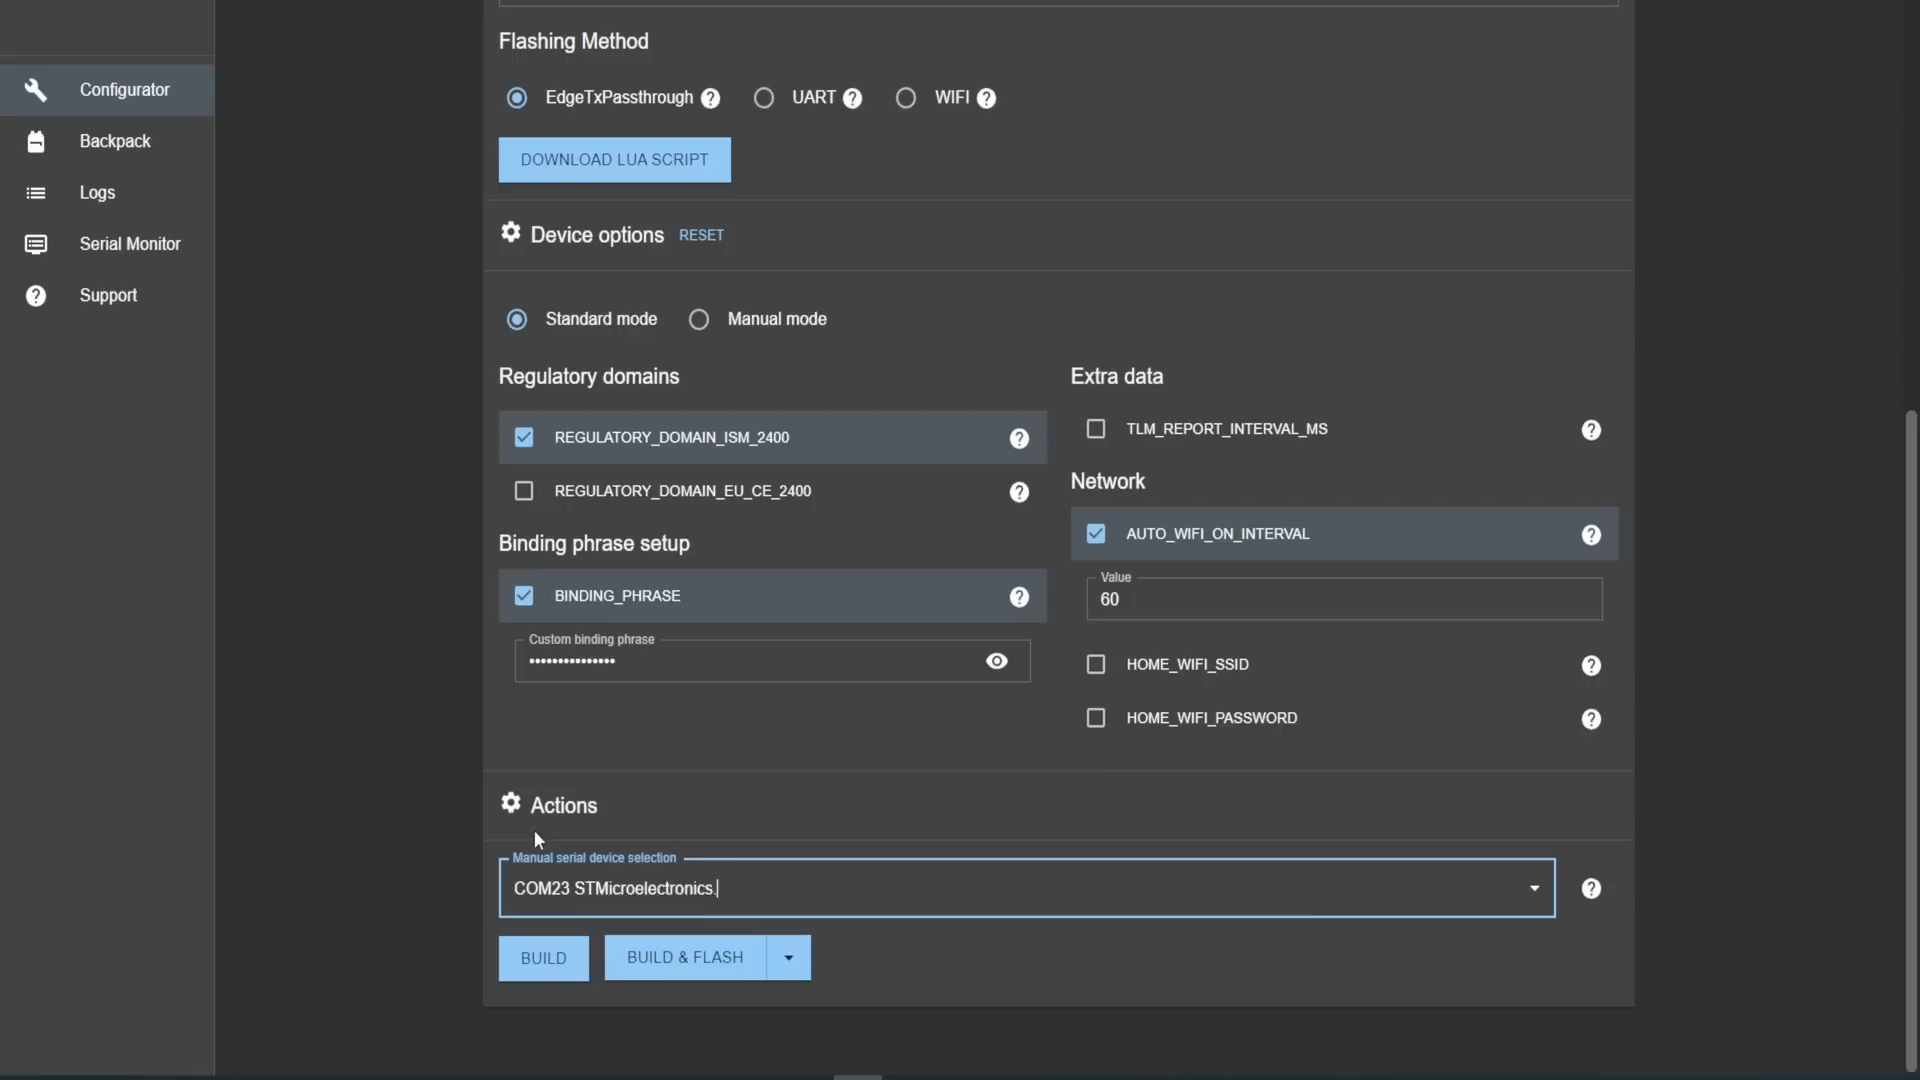 Flashing Method
Configurator
EdgeTxPassthrough ? UART ? WIFI ?
Backpack
DOWNLOAD LUA SCRIPT
Logs
Device options RESET
Serial Monitor
? Support
Standard mode Manual mode
Regulatory domains
REGULATORY_DOMAIN_ISM_2400 ?
REGULATORY_DOMAIN_EU_CE_2400 ?
Binding phrase setup
BINDING_PHRASE ?
Custom binding phrase
•••••••••••••••
Extra data
TLM_REPORT_INTERVAL_MS ?
Network
AUTO_WIFI_ON_INTERVAL ?
Value
60
HOME_WIFI_SSID ?
HOME_WIFI_PASSWORD ?
Actions
Manual serial device selection
COM23 STMicroelectronics. ?
BUILD BUILD & FLASH